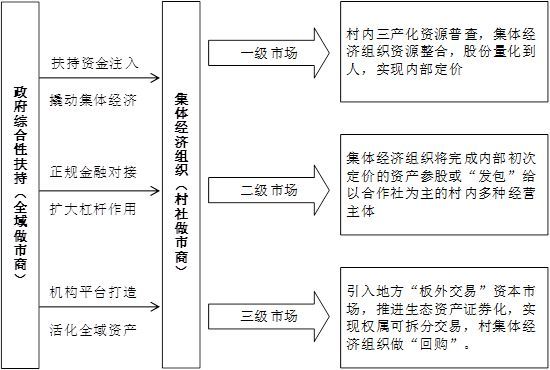 政府综合性扶持（全域做市商）
扶持资金注入
撬动集体经济
正规金融对接
扩大杠杆作用
机构平台打造
活化全域资产
集体经济组织（村社做市商）
一级市场
村内三产化资源普查，集体经
济组织资源整合，股份量化到
人，实现内部定价
二级市场
集体经济组织将完成内部初次
定价的资产参股或“发包”给
以合作社为主的村内多种经营
主体
三级市场
引入地方“板外交易”资本市
场，推进生态资产证券化，实
现权属可拆分交易，村集体经
济组织做“回购”。